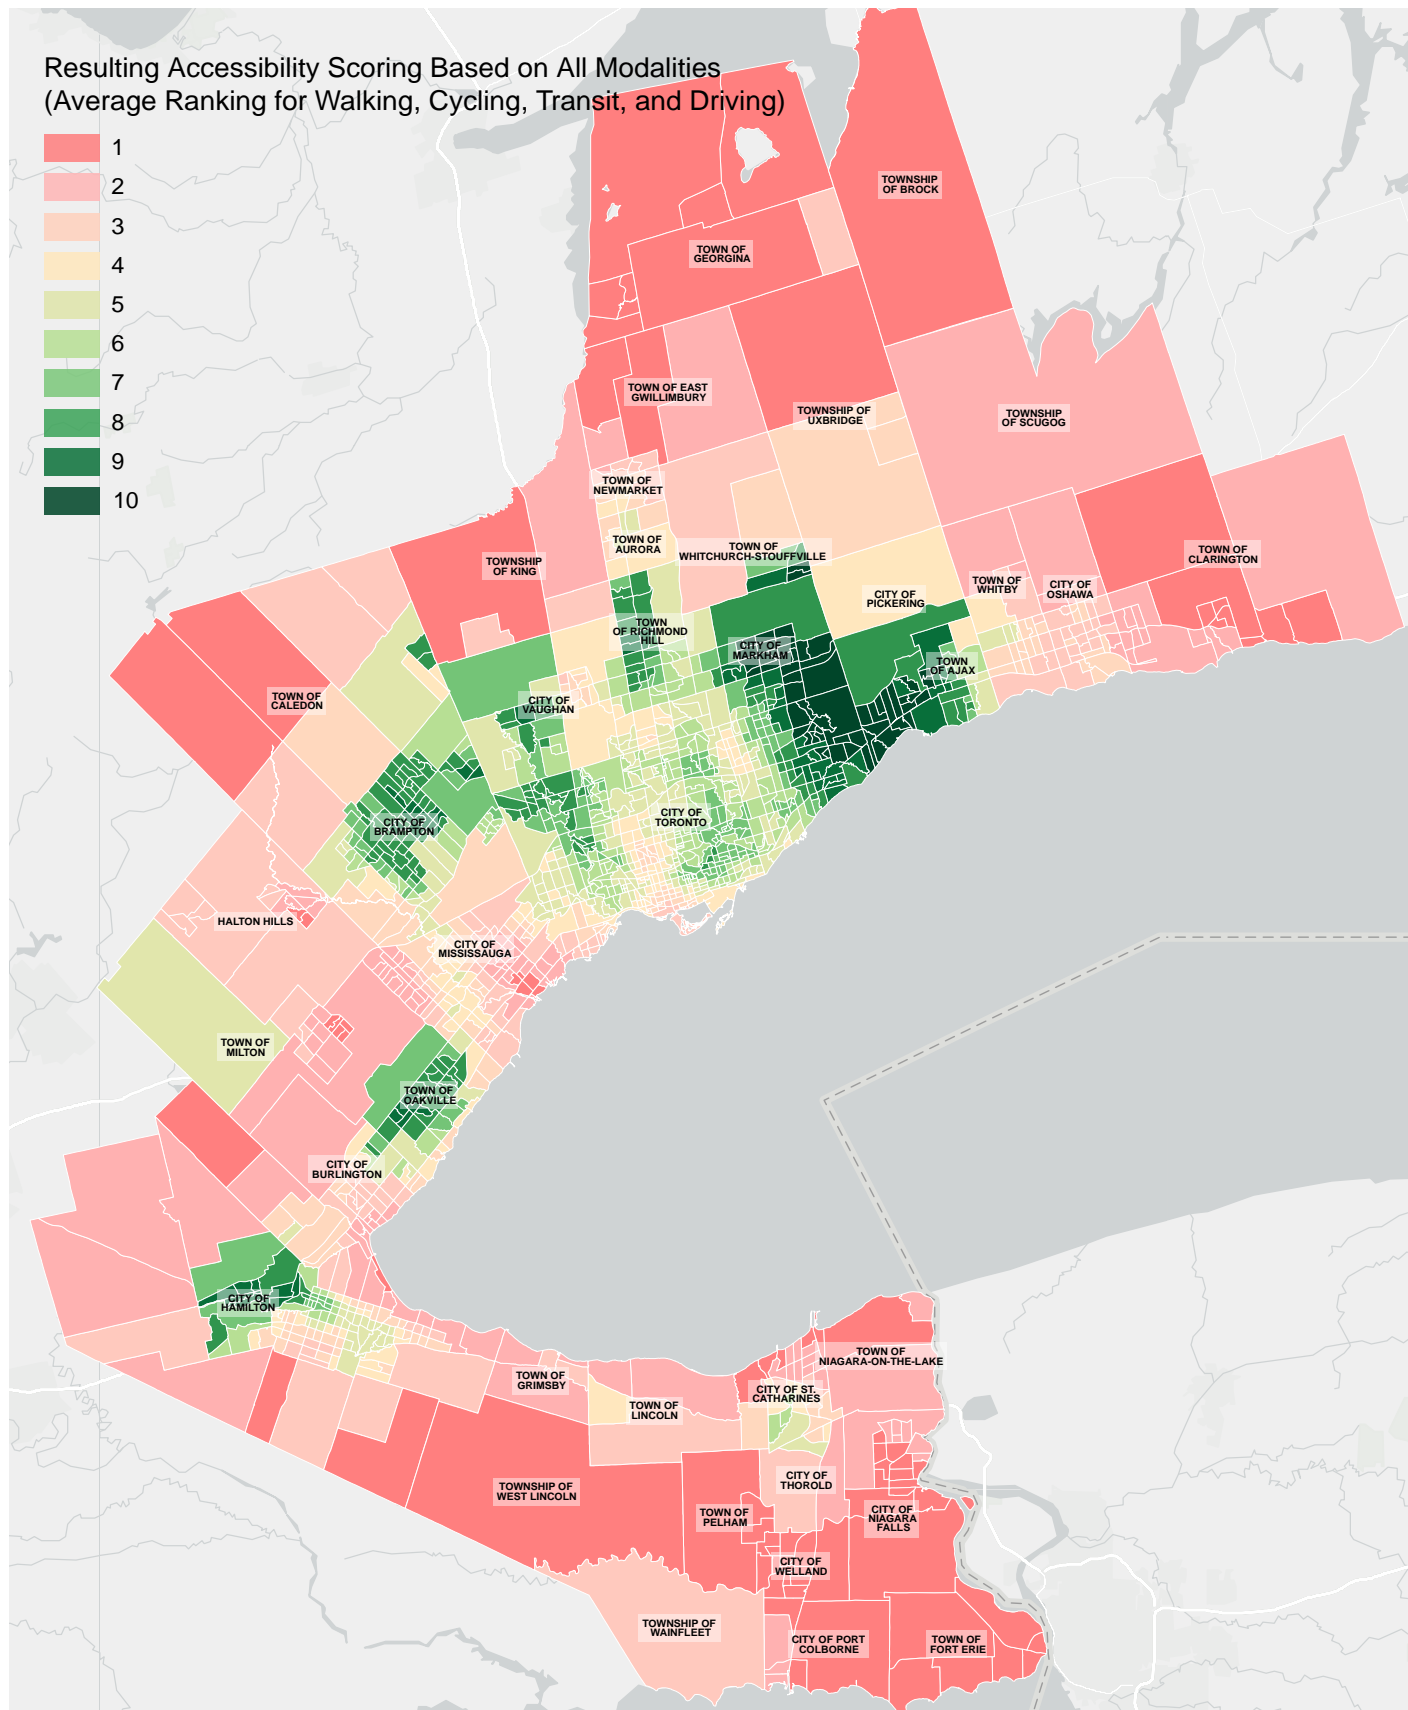 Resulting Accessibility Scoring Based on All Modalities
(Average Ranking for Walking, Cycling, Transit, and Driving)
1
2
3
4
5
6
7
8
9
10
TOWNSHIP
OF BROCK
TOWN OF
GEORGINA
TOWN OF EAST
GWILLIMBURY
TOWNSHIP OF
UXBRIDGE
TOWNSHIP
OF SCUGOG
TOWN OF
NEWMARKET
TOWN OF
AURORA
TOWN OF
WHITCHURCH-STOUFFVILLE
TOWNSHIP
OF KING
TOWN OF
CLARINGTON
TOWN OF
WHITBY
CITY OF
OSHAWA
CITY OF
PICKERING
TOWN
OF RICHMOND
HILL
CITY OF
MARKHAM
TOWN
OF AJAX
TOWN OF
CALEDON
CITY OF
VAUGHAN
CITY OF
BRAMPTON
CITY OF
TORONTO
HALTON HILLS
CITY OF
MISSISSAUGA
TOWN OF
MILTON
TOWN OF
OAKVILLE
CITY OF
BURLINGTON
CITY OF
HAMILTON
TOWN OF
GRIMSBY
TOWN OF
LINCOLN
CITY OF ST.
CATHARINES
TOWN OF
NIAGARA-ON-THE-LAKE
TOWNSHIP OF
WEST LINCOLN
TOWN OF
PELHAM
CITY OF
THOROLD
CITY OF
NIAGARA
FALLS
CITY OF
WELLAND
TOWNSHIP OF
WAINFLEET
CITY OF PORT
COLBORNE
TOWN OF
FORT ERIE